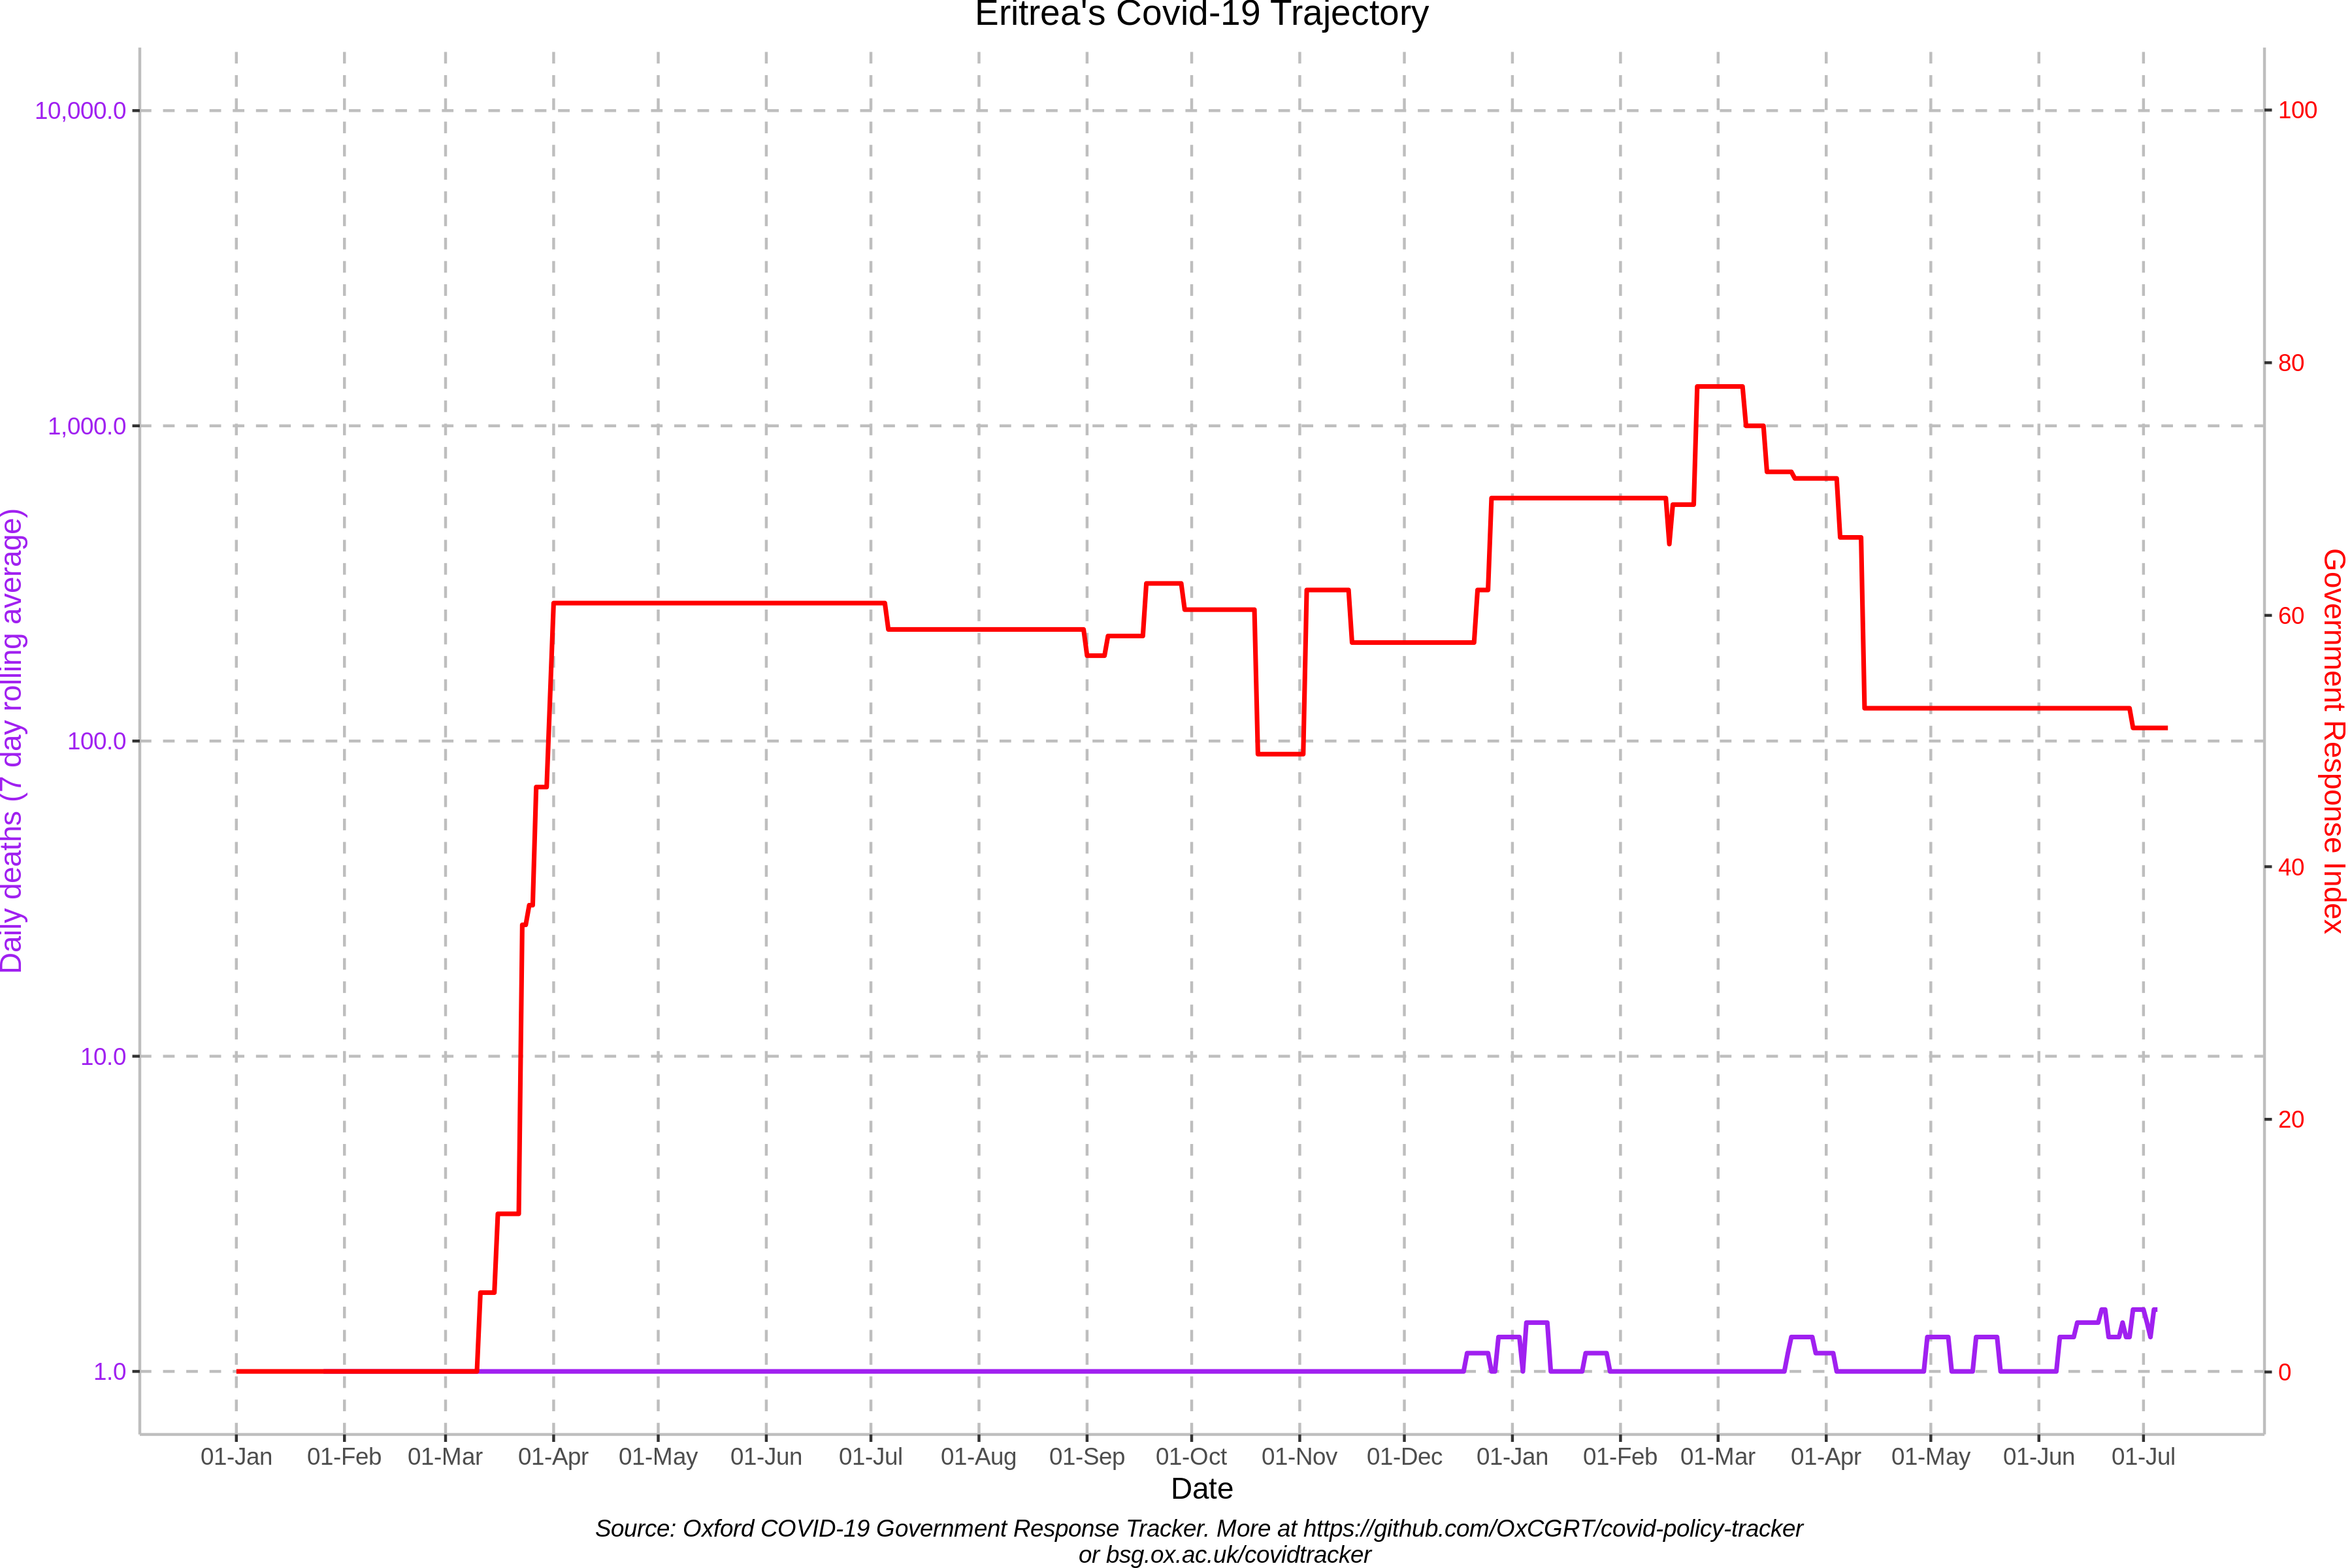 Eritrea's Covid-19 Trajectory
10,000.0
1,000.0
100.0
10.0
1.0
Daily deaths (7 day rolling average)
100
80
60
40
20
0
Government Response Index
01-Jan 01-Feb 01-Mar 01-Apr 01-May 01-Jun 01-Jul 01-Aug 01-Sep 01-Oct 01-Nov 01-Dec 01-Jan 01-Feb 01-Mar 01-Apr 01-May 01-Jun 01-Jul
Date
Source: Oxford COVID-19 Government Response Tracker. More at https://github.com/OxCGRT/covid-policy-tracker
or bsg.ox.ac.uk/covidtracker